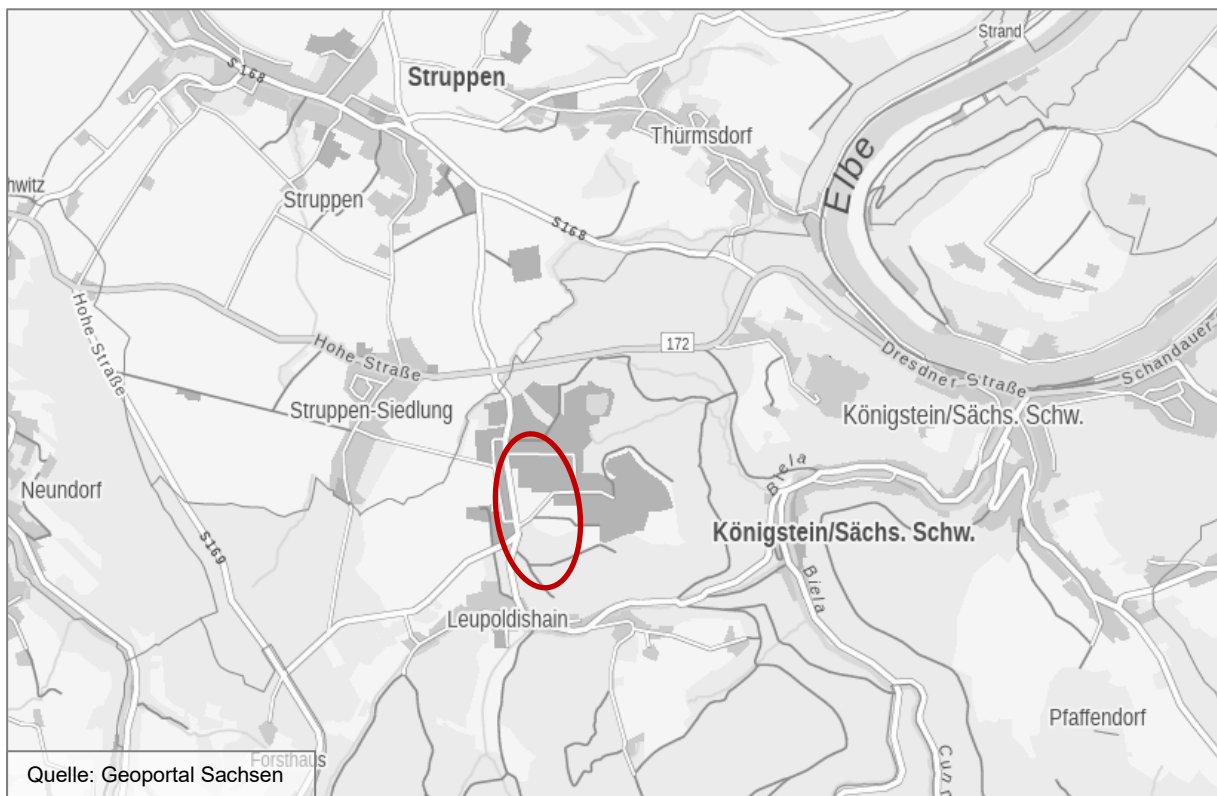 Strand
S 168
Struppen
Thürmsdorf
Elbe
hwitz
Struppen
S168
Hohe-Straße
Hohe-Straße
172
Dresdner Straße
Schandauer
Struppen-Siedlung
Königstein/Sächs. Schw.
Neundorf
Biela
Königstein/Sächs. Schw.
S169
Biela
Leupoldishain
Pfaffendorf
Forsthaus
Quelle: Geoportal Sachsen